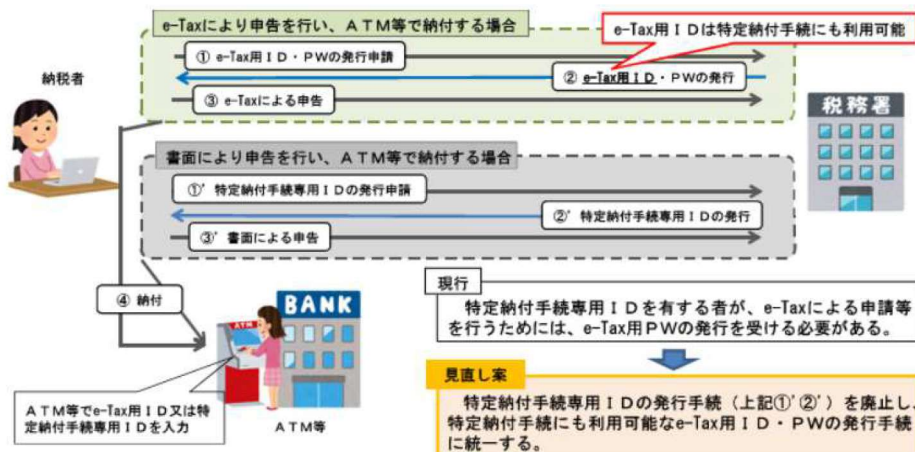 e-Taxにより申告を行い、ATM等で納付する場合
e-Tax用IDは特定納付手続にも利用可能
① e-Tax用ID・PWの発行申請
納税者
② e-Tax用ID・PWの発行
③ e-Taxによる申告
税務署
書面により申告を行い、ATM等で納付する場合
①’ 特定納付手続専用IDの発行申請
②’ 特定納付手続専用IDの発行
③’ 書面による申告
④ 納付
BANK
ATM
ATM等でe-Tax用ID又は特
定納付手続専用IDを入力
ATM等
現行
特定納付手続専用IDを有する者が、e-Taxによる申請等
を行うためには、e-Tax用PWの発行を受ける必要がある。
見直し案
特定納付手続専用IDの発行手続（上記①’②’）を廃止し、
特定納付手続にも利用可能なe-Tax用ID・PWの発行手続
に統一する。